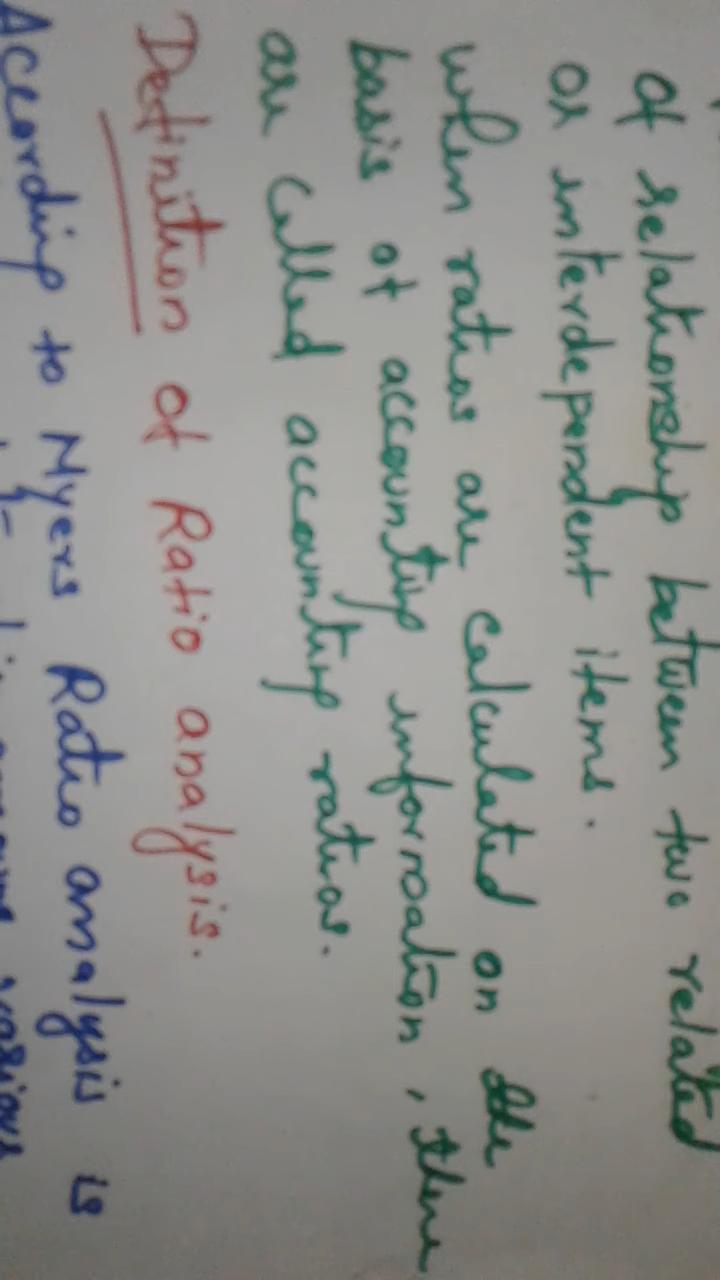 of relationship between two related
or interdependent items.
when ratios are calculated on the
basis of accounting information, these
are called accounting ratios.
Definition of Ratio analysis.
According to Myers Ratio analysis is